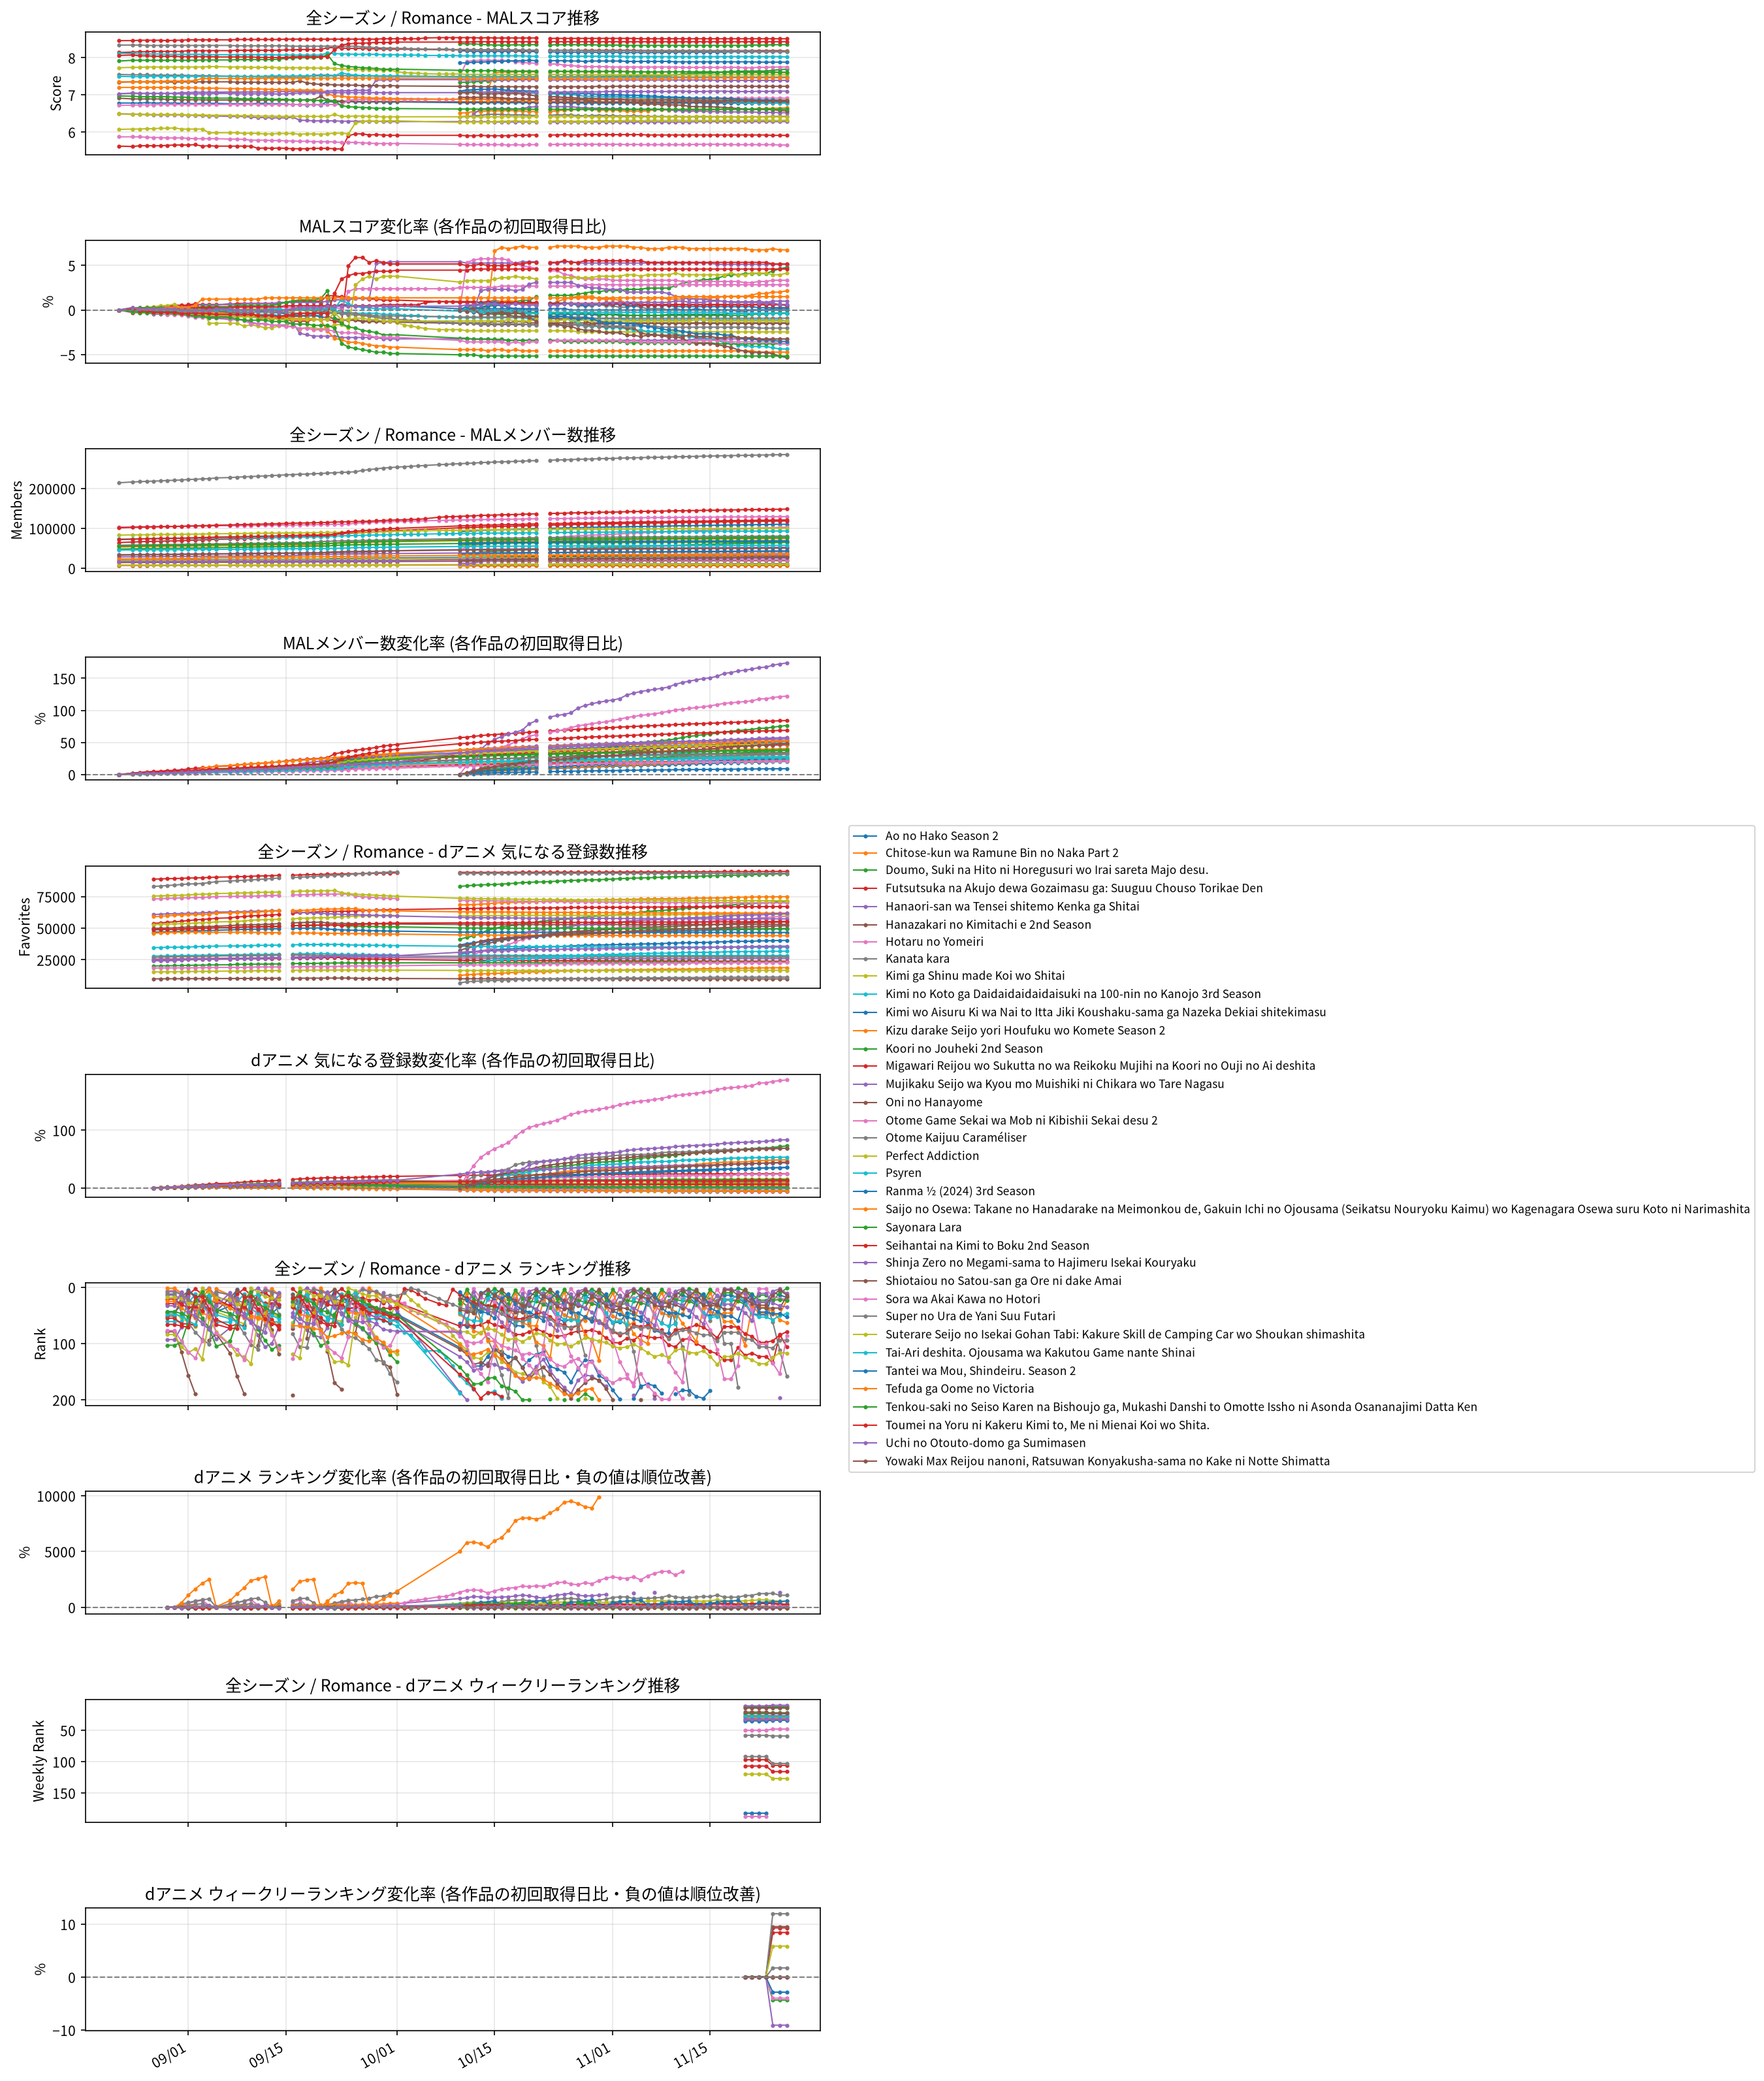 全シーズン / Romance - MALスコア推移
Score
8
7
6
MALスコア変化率 (各作品の初回取得日比)
%
5
0
−5
全シーズン / Romance - MALメンバー数推移
Members
200000
100000
0
MALメンバー数変化率 (各作品の初回取得日比)
%
150
100
50
0
全シーズン / Romance - dアニメ 気になる登録数推移
Favorites
75000
50000
25000
dアニメ 気になる登録数変化率 (各作品の初回取得日比)
%
100
0
全シーズン / Romance - dアニメ ランキング推移
Rank
0
100
200
dアニメ ランキング変化率 (各作品の初回取得日比・負の値は順位改善)
%
10000
5000
0
全シーズン / Romance - dアニメ ウィークリーランキング推移
Weekly Rank
50
100
150
dアニメ ウィークリーランキング変化率 (各作品の初回取得日比・負の値は順位改善)
%
10
0
−10
09/01
09/15
10/01
10/15
11/01
11/15
Ao no Hako Season 2
Chitose-kun wa Ramune Bin no Naka Part 2
Doumo, Suki na Hito ni Horegusuri wo Irai sareta Majo desu.
Futsutsuka na Akujo dewa Gozaimasu ga: Suuguu Chouso Torikae Den
Hanaori-san wa Tensei shitemo Kenka ga Shitai
Hanazakari no Kimitachi e 2nd Season
Hotaru no Yomeiri
Kanata kara
Kimi ga Shinu made Koi wo Shitai
Kimi no Koto ga Daidaidaidaidaisuki na 100-nin no Kanojo 3rd Season
Kimi wo Aisuru Ki wa Nai to Itta Jiki Koushaku-sama ga Nazeka Dekiai shitekimasu
Kizu darake Seijo yori Houfuku wo Komete Season 2
Koori no Jouheki 2nd Season
Migawari Reijou wo Sukutta no wa Reikoku Mujihi na Koori no Ouji no Ai deshita
Mujikaku Seijo wa Kyou mo Muishiki ni Chikara wo Tare Nagasu
Oni no Hanayome
Otome Game Sekai wa Mob ni Kibishii Sekai desu 2
Otome Kaijuu Caraméliser
Perfect Addiction
Psyren
Ranma ½ (2024) 3rd Season
Saijo no Osewa: Takane no Hanadarake na Meimonkou de, Gakuin Ichi no Ojousama (Seikatsu Nouryoku Kaimu) wo Kagenagara Osewa suru Koto ni Narimashita
Sayonara Lara
Seihantai na Kimi to Boku 2nd Season
Shinja Zero no Megami-sama to Hajimeru Isekai Kouryaku
Shiotaiou no Satou-san ga Ore ni dake Amai
Sora wa Akai Kawa no Hotori
Super no Ura de Yani Suu Futari
Suterare Seijo no Isekai Gohan Tabi: Kakure Skill de Camping Car wo Shoukan shimashita
Tai-Ari deshita. Ojousama wa Kakutou Game nante Shinai
Tantei wa Mou, Shindeiru. Season 2
Tefuda ga Oome no Victoria
Tenkou-saki no Seiso Karen na Bishoujo ga, Mukashi Danshi to Omotte Issho ni Asonda Osananajimi Datta Ken
Toumei na Yoru ni Kakeru Kimi to, Me ni Mienai Koi wo Shita.
Uchi no Otouto-domo ga Sumimasen
Yowaki Max Reijou nanoni, Ratsuwan Konyakusha-sama no Kake ni Notte Shimatta